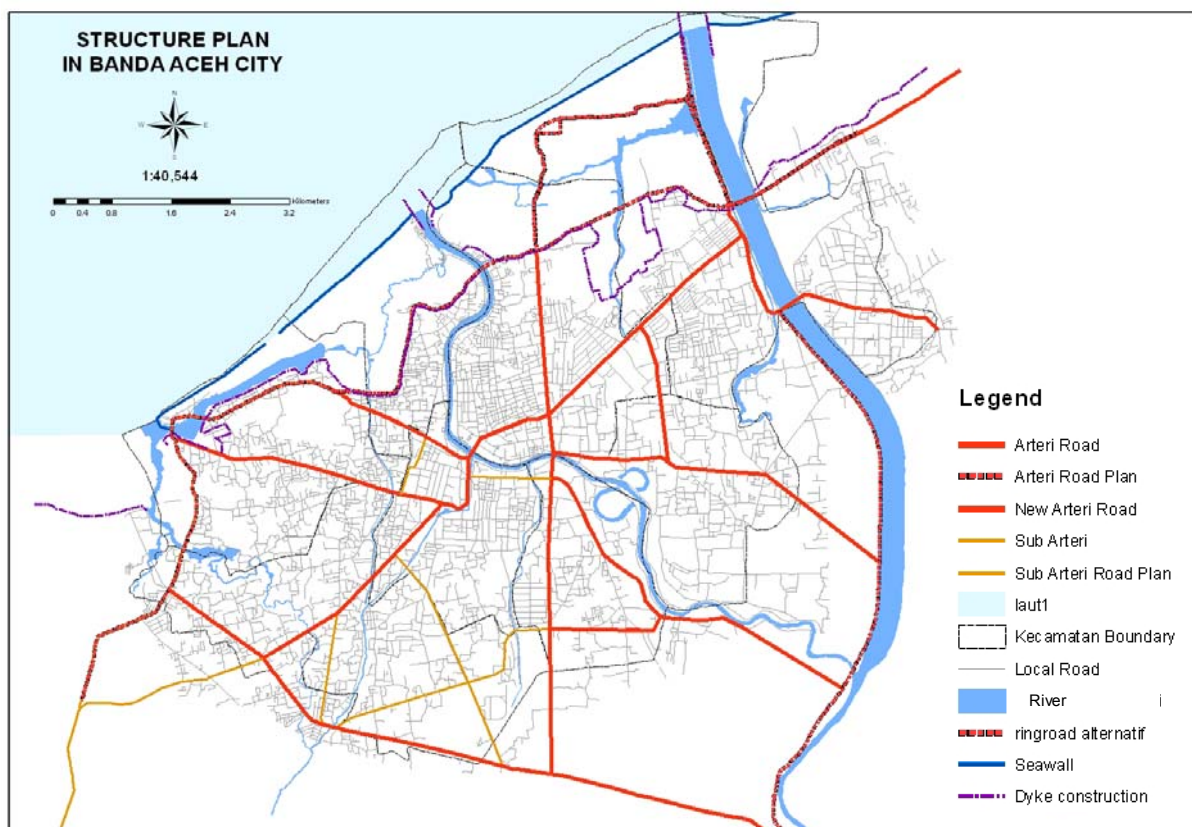 STRUCTURE PLAN
IN BANDA ACEH CITY
N
W E
S
1:40,544
Kilometers
0 0.4 0.8 1.6 2.4 3.2
Legend
Arteri Road
Arteri Road Plan
New Arteri Road
Sub Arteri
Sub Arteri Road Plan
laut1
Kecamatan Boundary
Local Road
River i
ringroad alternatif
Seawall
Dyke construction